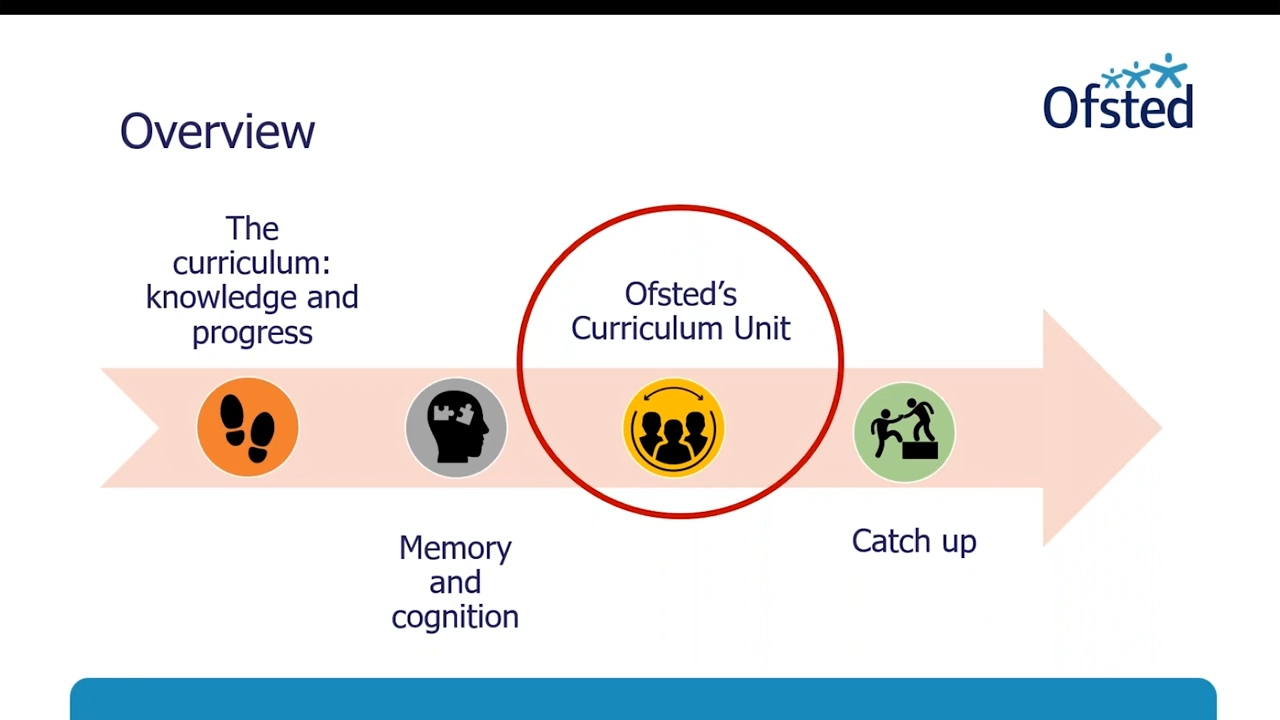 Ofsted
Overview
The
curriculum:
knowledge and
progress
Ofsted’s
Curriculum Unit
Memory
and
cognition
Catch up